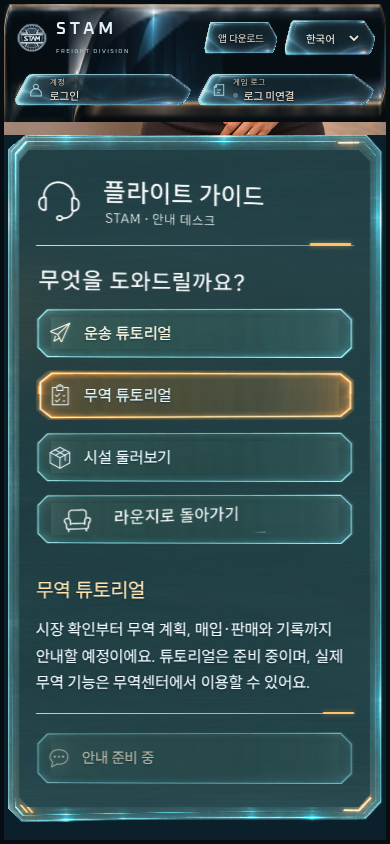 STAM
STAM
FREIGHT DIVISION
앱 다운로드
한국어
계정
로그인
게임 로그
로그 미연결
플라이트 가이드
STAM · 안내 데스크
무엇을 도와드릴까요?
운송 튜토리얼
무역 튜토리얼
시설 둘러보기
라운지로 돌아가기
무역 튜토리얼
시장 확인부터 무역 계획, 매입·판매와 기록까지
안내할 예정이에요. 튜토리얼은 준비 중이며, 실제
무역 기능은 무역센터에서 이용할 수 있어요.
안내 준비 중